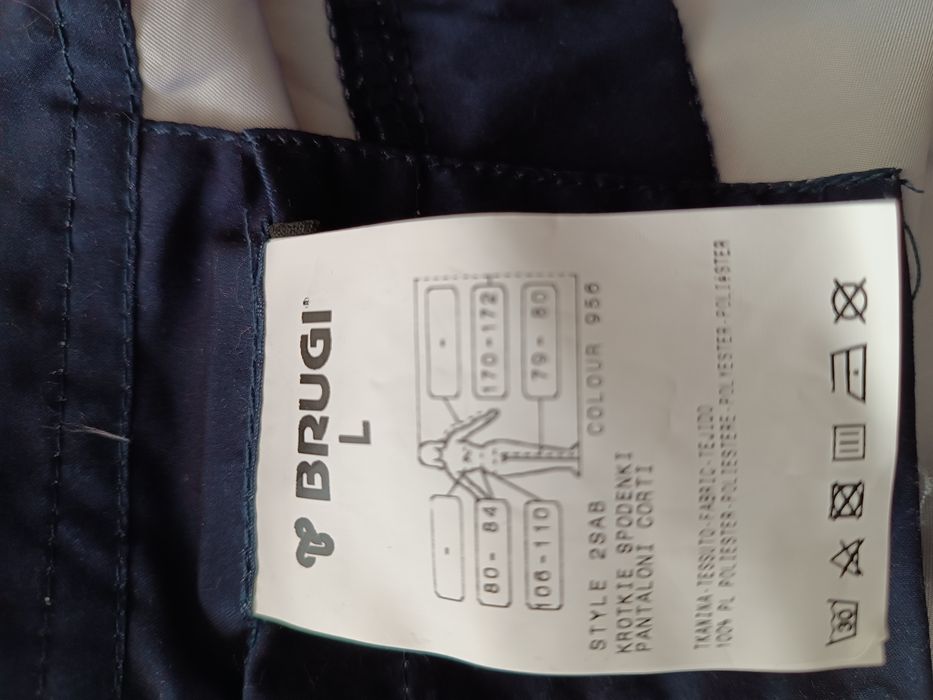 BRUGI®
L
-
-
80 - 84
170-172
106-110
79 - 80
STYLE 2SAB COLOUR 956
KROTKIE SPODENKI
PANTALONI CORTI
TKANINA-TESSUTO-FABRIC-TEJIDO
100% PL POLIESTER-POLIESTERE-POLYESTER-POLIASTER
30